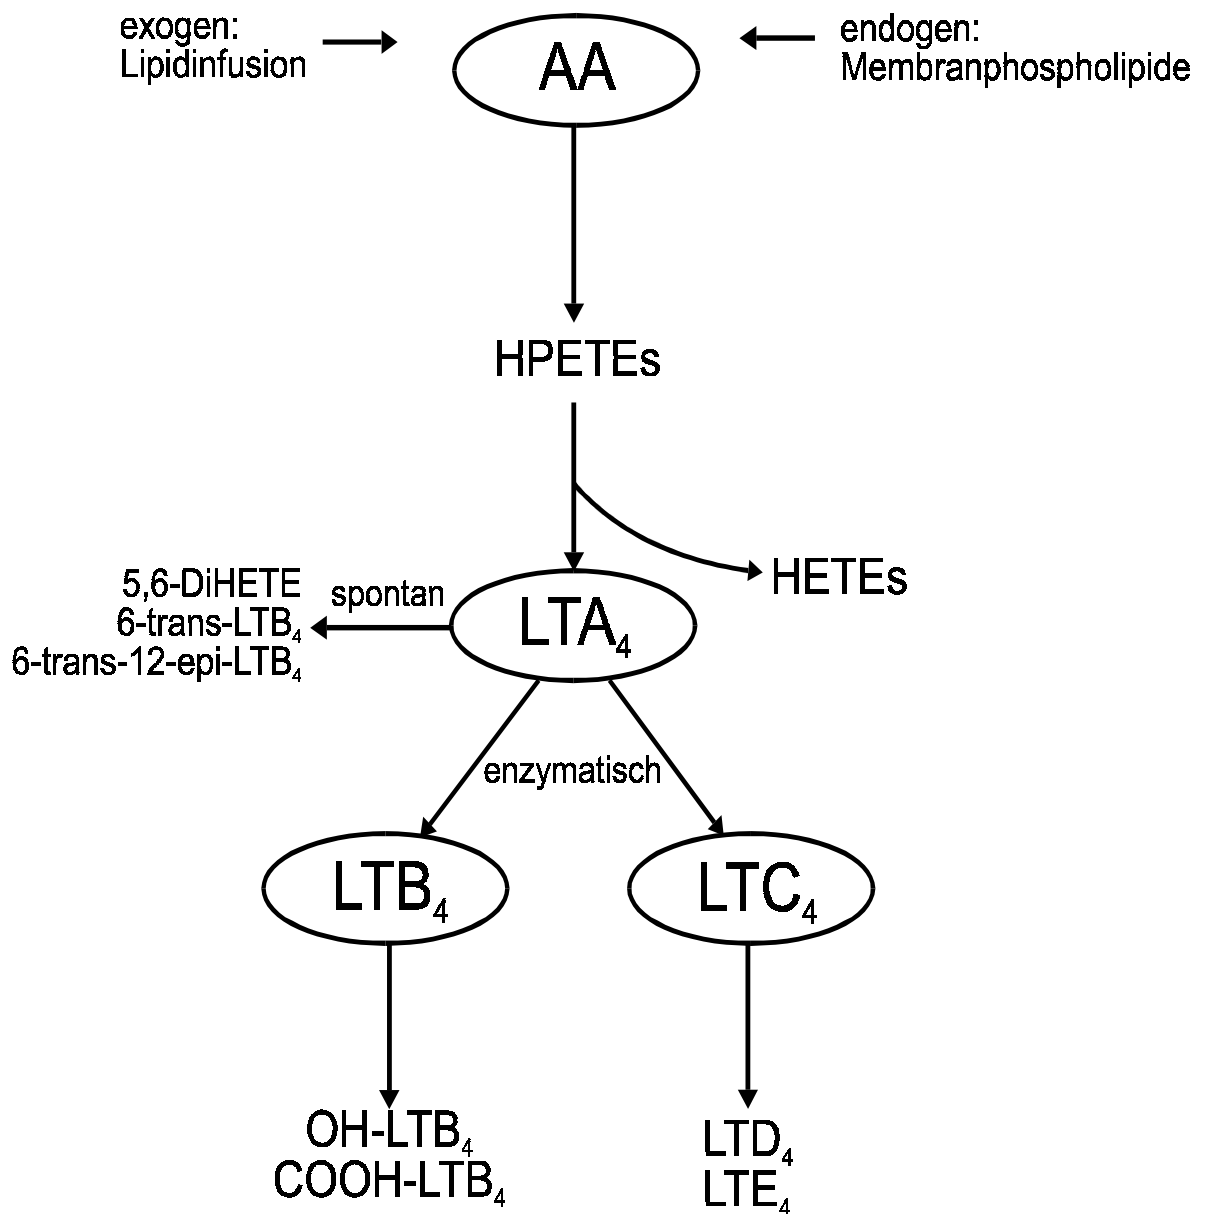 exogen:
Lipidinfusion
AA
endogen:
Membranphospholipide
HPETEs
HETEs
5,6-DiHETE
6-trans-LTB₄
6-trans-12-epi-LTB₄
spontan
LTA₄
enzymatisch
LTB₄
LTC₄
OH-LTB₄
COOH-LTB₄
LTD₄
LTE₄